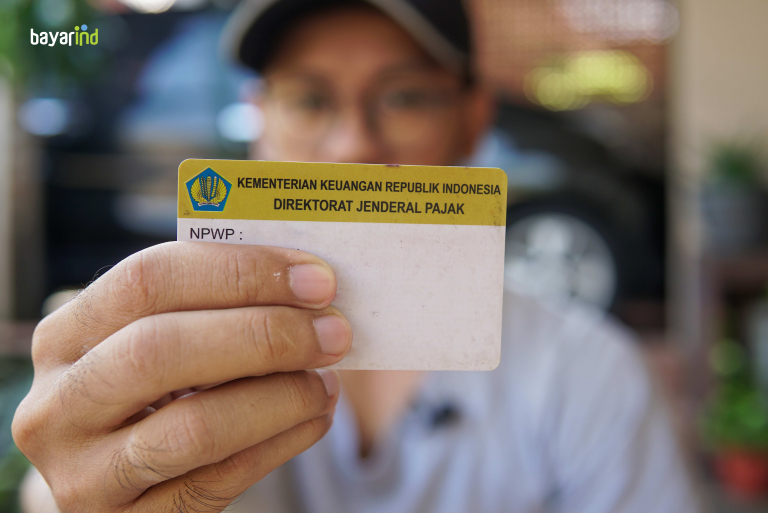 bayarind
KEMENTERIAN KEUANGAN REPUBLIK INDONESIA
DIREKTORAT JENDERAL PAJAK
NPWP :